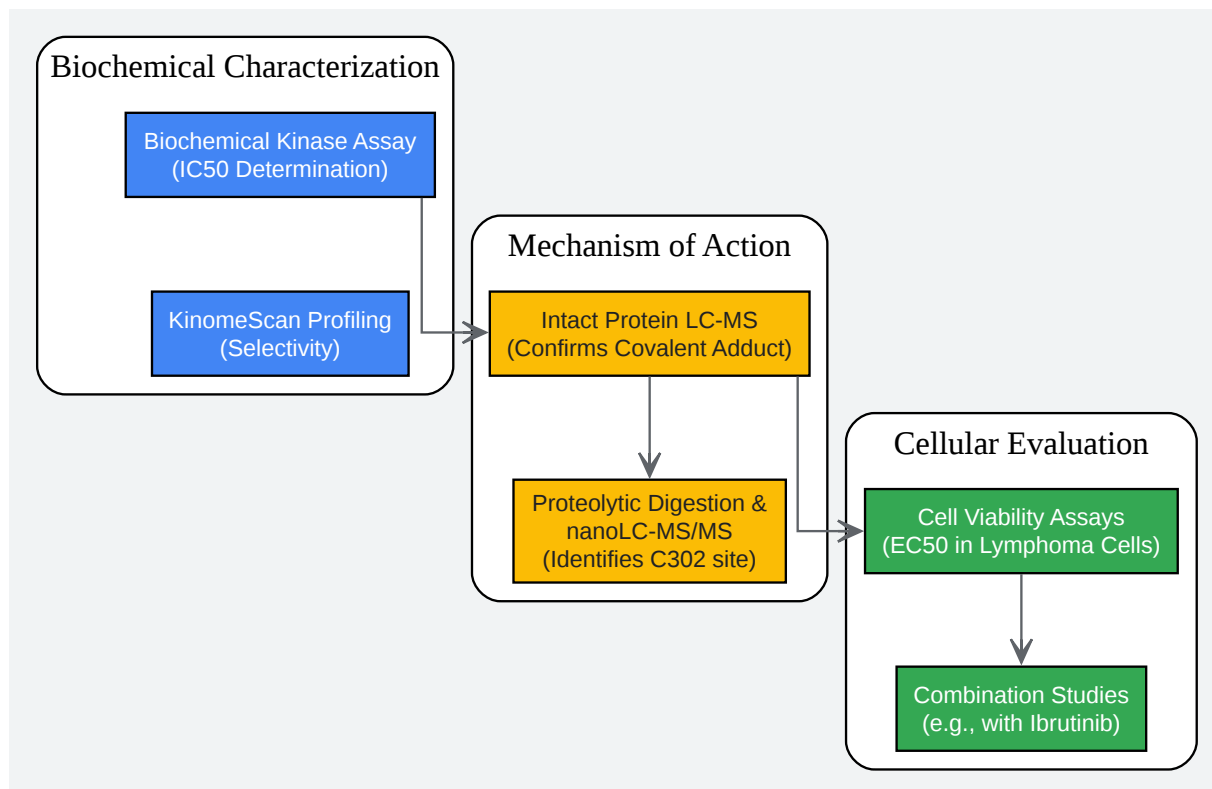 Biochemical Characterization
Biochemical Kinase Assay
(IC50 Determination)
KinomeScan Profiling
(Selectivity)
Mechanism of Action
Intact Protein LC-MS
(Confirms Covalent Adduct)
Proteolytic Digestion &
nanoLC-MS/MS
(Identifies C302 site)
Cellular Evaluation
Cell Viability Assays
(EC50 in Lymphoma Cells)
Combination Studies
(e.g., with Ibrutinib)